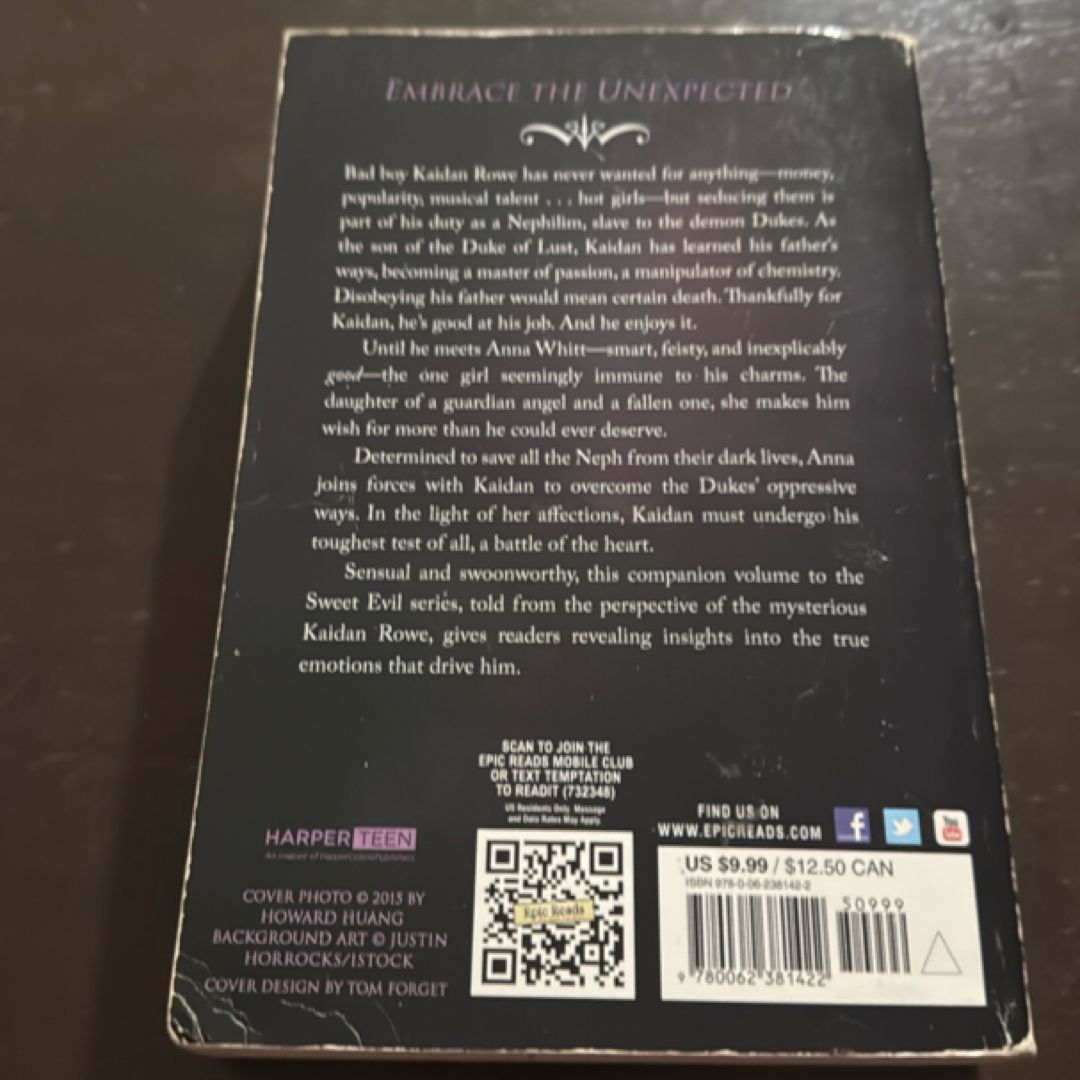 EMBRACE THE UNEXPECTED
Bad boy Kaidan Rowe has never wanted for anything—money,
popularity, musical talent . . . hot girls—but seducing them is
part of his duty as a Nephilim, slave to the demon Dukes. As
the son of the Duke of Lust, Kaidan has learned his father's
ways, becoming a master of passion, a manipulator of chemistry.
Disobeying his father would mean certain death. Thankfully for
Kaidan, he's good at his job. And he enjoys it.
Until he meets Anna Whitt—smart, feisty, and inexplicably
good—the one girl seemingly immune to his charms. The
daughter of a guardian angel and a fallen one, she makes him
wish for more than he could ever deserve.
Determined to save all the Neph from their dark lives, Anna
joins forces with Kaidan to overcome the Dukes' oppressive
ways. In the light of her affections, Kaidan must undergo his
toughest test of all, a battle of the heart.
Sensual and swoonworthy, this companion volume to the
Sweet Evil series, told from the perspective of the mysterious
Kaidan Rowe, gives readers revealing insights into the true
emotions that drive him.
SCAN TO JOIN THE
EPIC READS MOBILE CLUB
OR TEXT TEMPTATION
TO READIT (732348)
US Residents Only. Message
and Data Rates May Apply.
Epic Reads
HARPER TEEN
An imprint of HarperCollinsPublishers
COVER PHOTO © 2015 BY
HOWARD HUANG
BACKGROUND ART © JUSTIN
HORROCKS/ISTOCK
COVER DESIGN BY TOM FORGET
FIND US ON
WWW.EPICREADS.COM
f
You
Tube
US $9.99 / $12.50 CAN
ISBN 978-0-06-238142-2
50999
9 780062 381422